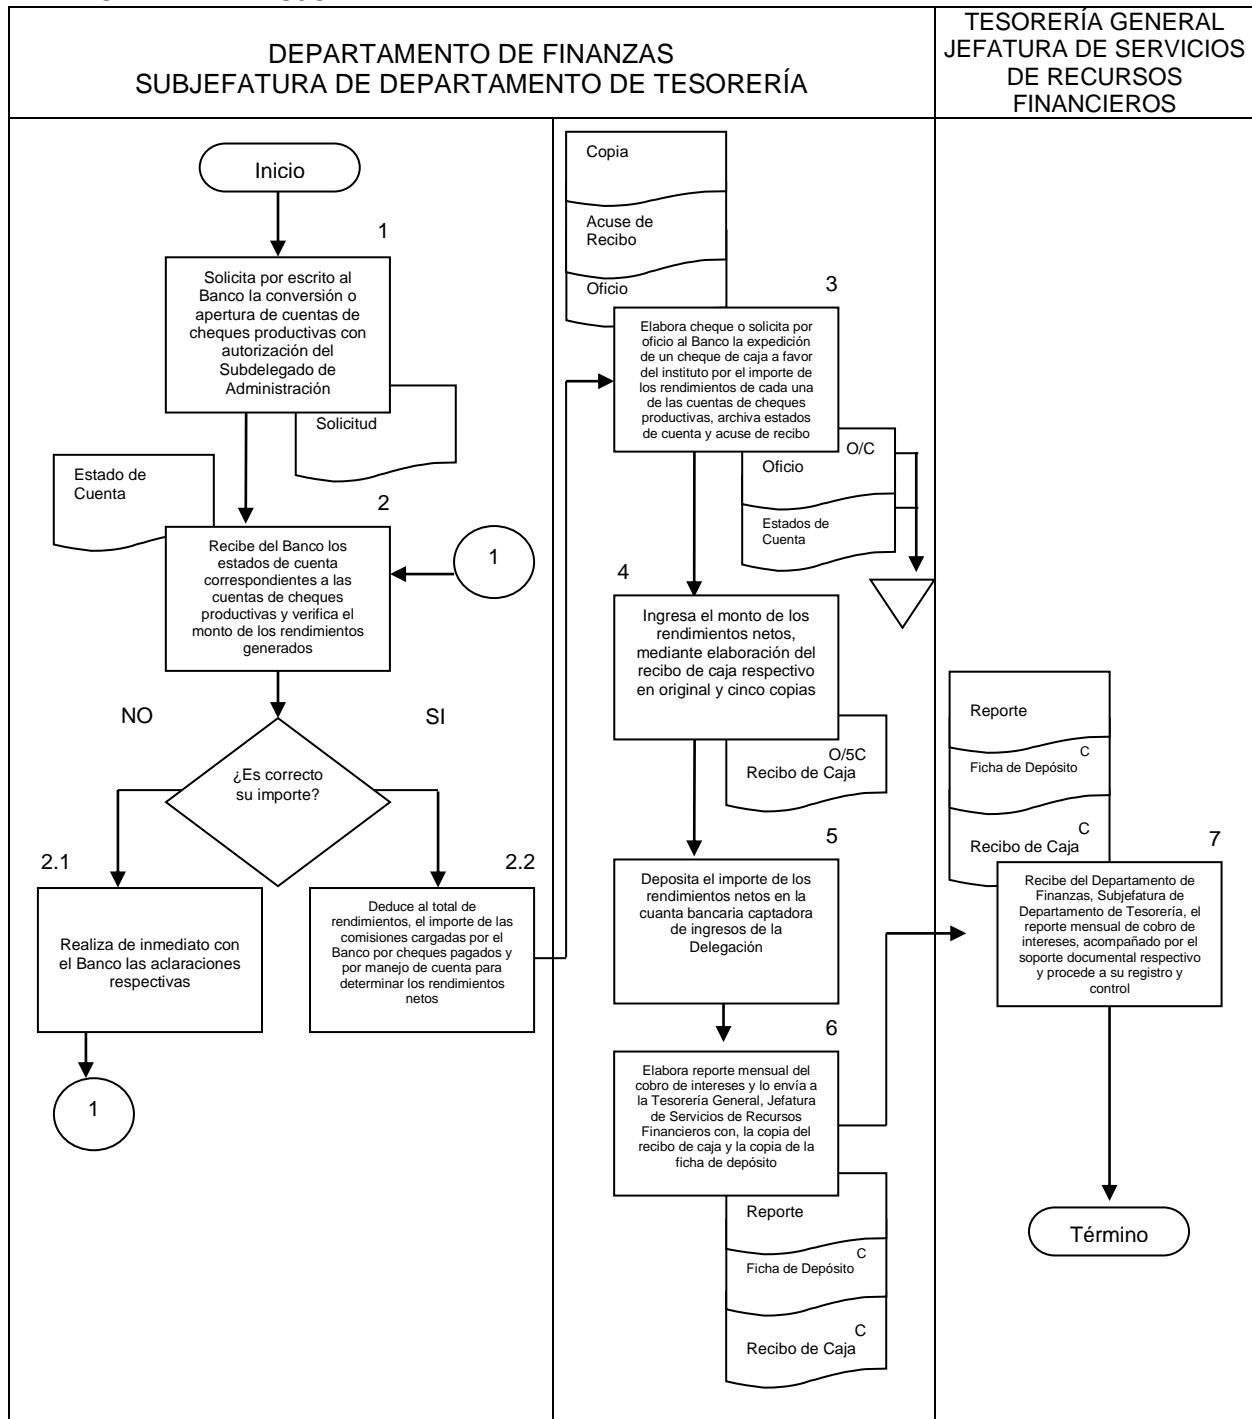 DEPARTAMENTO DE FINANZAS
SUBJEFATURA DE DEPARTAMENTO DE TESORERÍA
TESORERÍA GENERAL
JEFATURA DE SERVICIOS
DE RECURSOS
FINANCIEROS
Inicio
1
Solicita por escrito al
Banco la conversión o
apertura de cuentas de
cheques productivas con
autorización del
Subdelegado de
Administración
Solicitud
Estado de
Cuenta
2
Recibe del Banco los
estados de cuenta
correspondientes a las
cuentas de cheques
productivas y verifica el
monto de los rendimientos
generados
1
NO
SI
¿Es correcto
su importe?
2.1
Realiza de inmediato con
el Banco las aclaraciones
respectivas
1
2.2
Deduce al total de
rendimientos, el importe de las
comisiones cargadas por el
Banco por cheques pagados y
por manejo de cuenta para
determinar los rendimientos
netos
Copia
Acuse de
Recibo
Oficio
3
Elabora cheque o solicita por
oficio al Banco la expedición
de un cheque de caja a favor
del instituto por el importe de
los rendimientos de cada una
de las cuentas de cheques
productivas, archiva estados
de cuenta y acuse de recibo
O/C
Oficio
Estados de
Cuenta
4
Ingresa el monto de los
rendimientos netos,
mediante elaboración del
recibo de caja respectivo
en original y cinco copias
O/5C
Recibo de Caja
5
Deposita el importe de los
rendimientos netos en la
cuanta bancaria captadora
de ingresos de la
Delegación
6
Elabora reporte mensual del
cobro de intereses y lo envía a
la Tesorería General, Jefatura
de Servicios de Recursos
Financieros con, la copia del
recibo de caja y la copia de la
ficha de depósito
Reporte
C
Ficha de Depósito
C
Recibo de Caja
Reporte
C
Ficha de Depósito
C
Recibo de Caja
7
Recibe del Departamento de
Finanzas, Subjefatura de
Departamento de Tesorería, el
reporte mensual de cobro de
intereses, acompañado por el
soporte documental respectivo
y procede a su registro y
control
Término